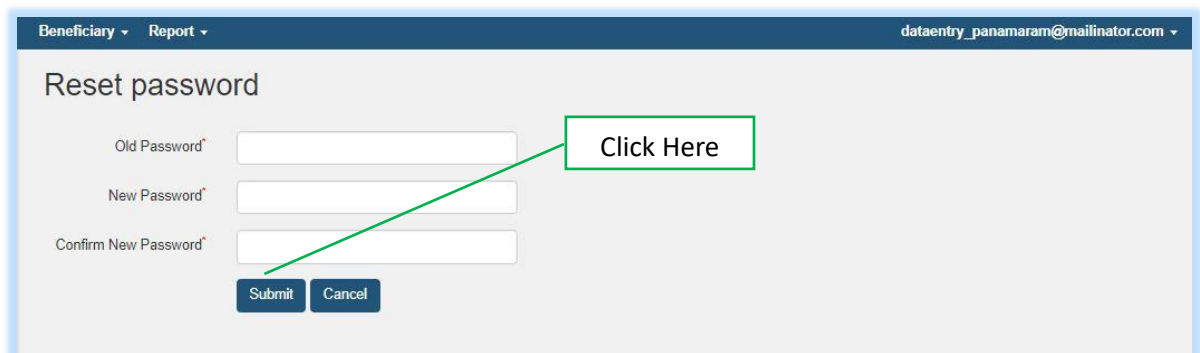 Beneficiary Report dataentry_panamaram@mailinator.com
Reset password
Old Password*
Click Here
New Password*
Confirm New Password*
Submit Cancel